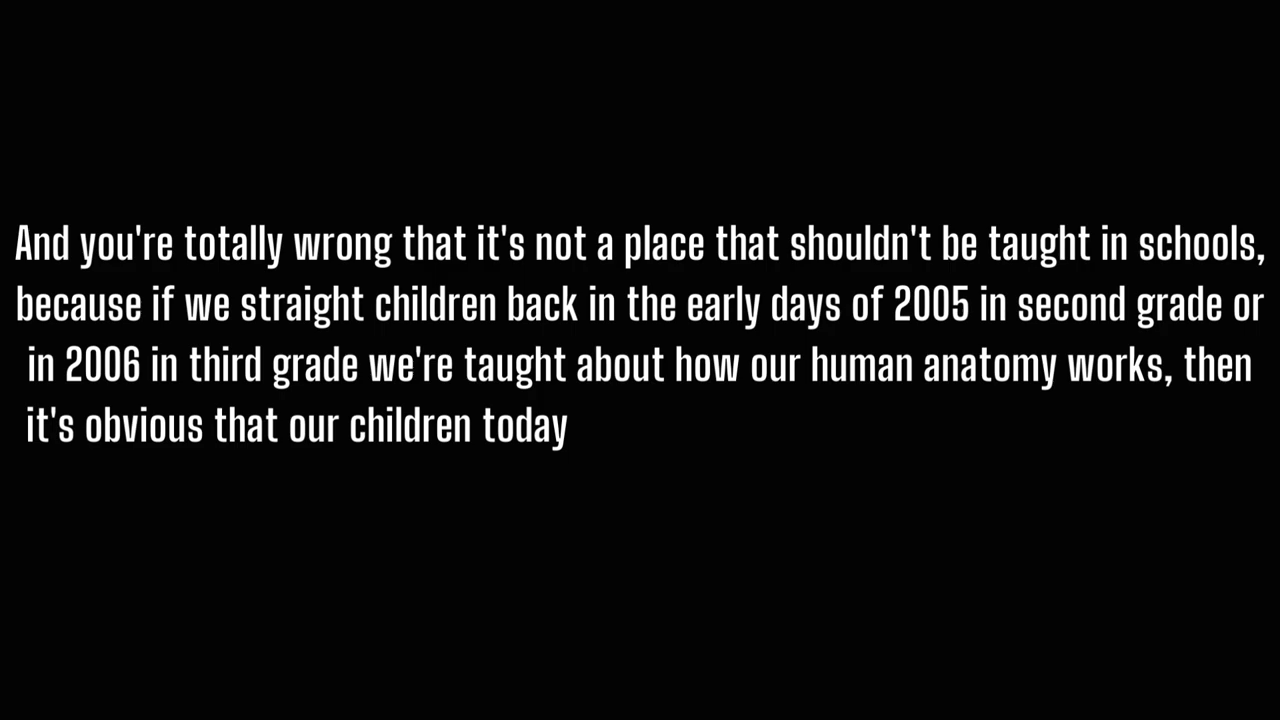 And you're totally wrong that it's not a place that shouldn't be taught in schools,
because if we straight children back in the early days of 2005 in second grade or
in 2006 in third grade we're taught about how our human anatomy works, then
it's obvious that our children today